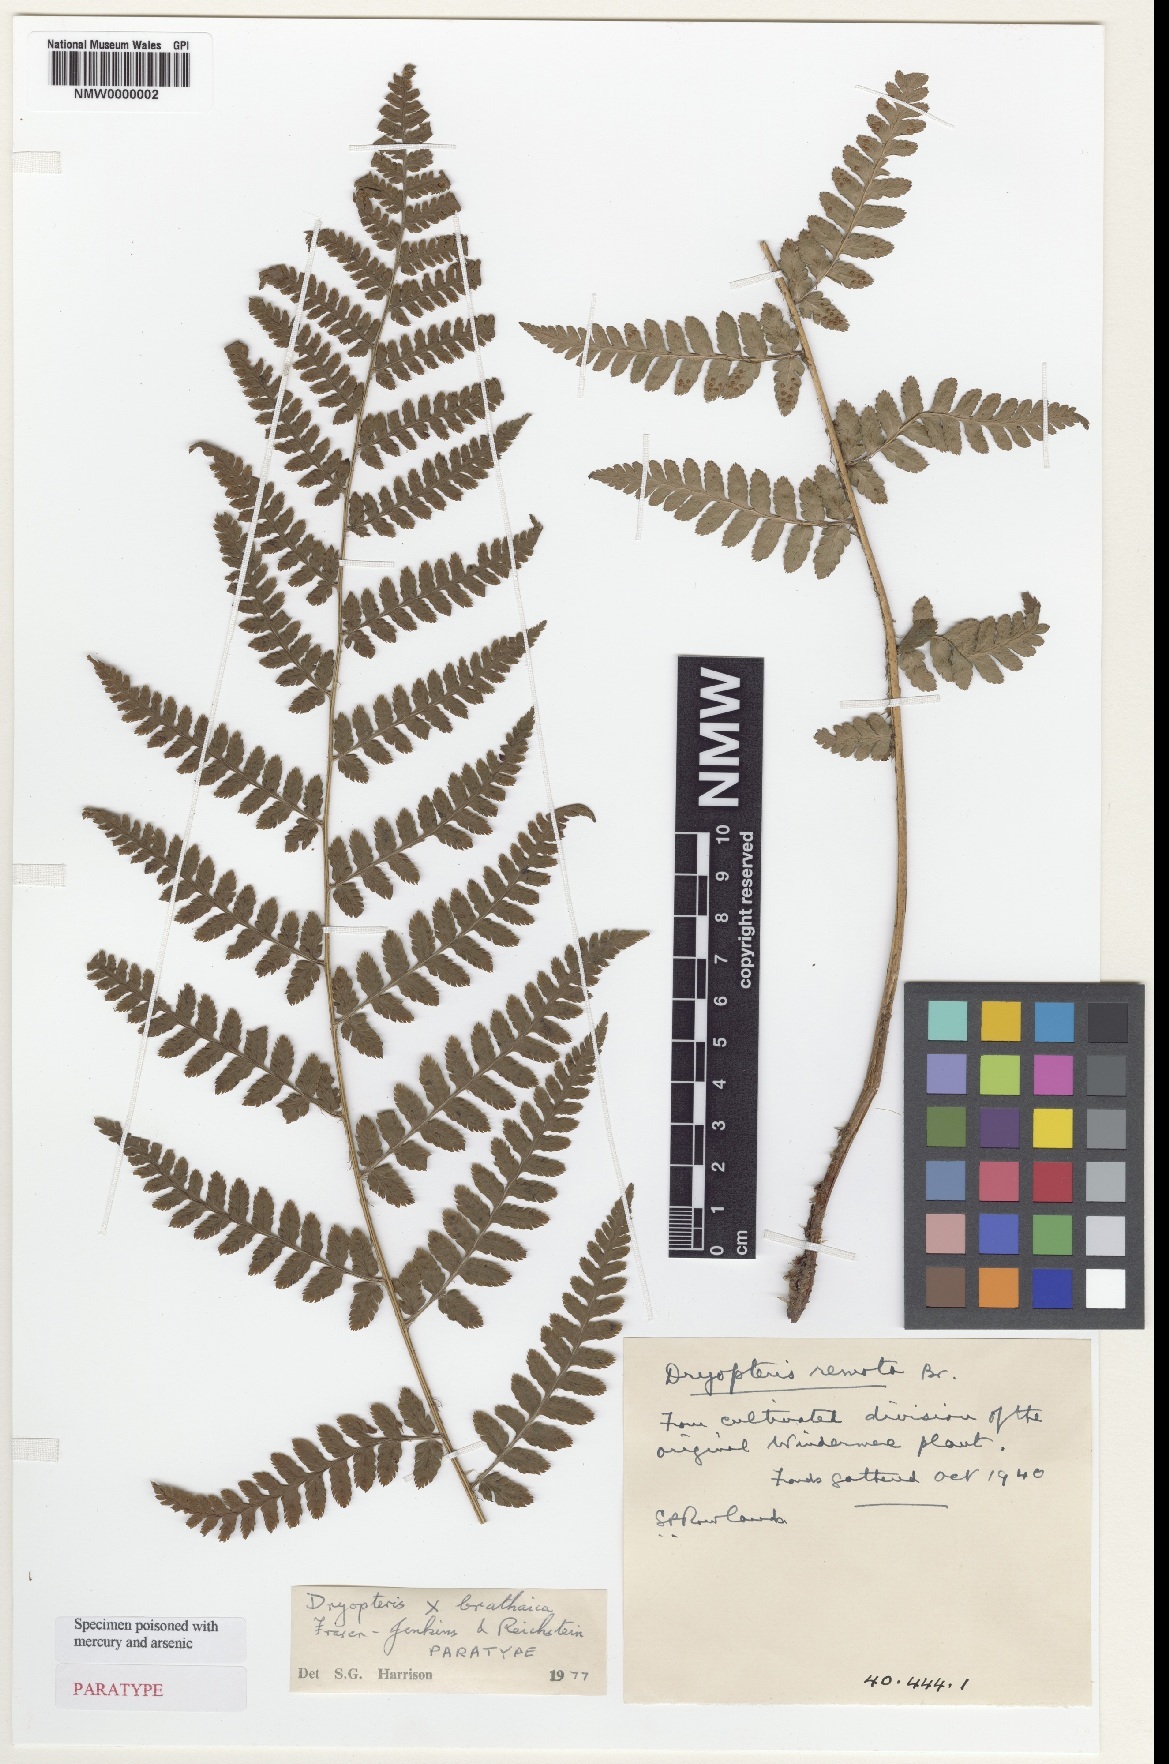 National Museum Wales GPI
NMW0000002
NMW
10
9
8
7
6
5
4
3
2
1
0
cm
copyright reserved
Dryopteris remota Br.
From cultivated division of the
original Windermere plant.
Fronds gathered Oct 1940
S.P. Rowlands
40.444.1
Dryopteris x brathaica
Fraser-Jenkins & Reichstein
PARATYPE
Det S.G. Harrison 1977
Specimen poisoned with
mercury and arsenic
PARATYPE